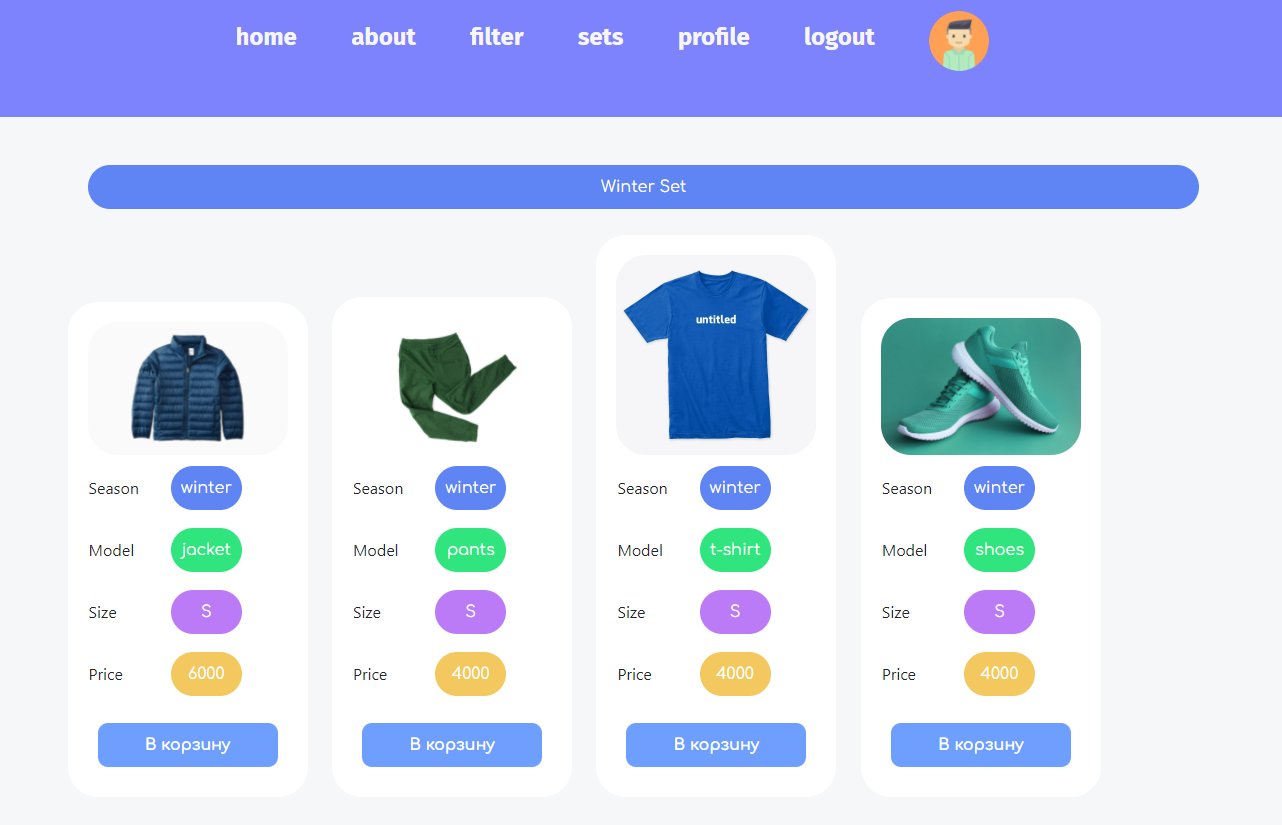 home about filter sets profile logout
Winter Set
untitled
Season winter
Model jacket
Size S
Price 6000
В корзину
Season winter
Model pants
Size S
Price 4000
В корзину
Season winter
Model t-shirt
Size S
Price 4000
В корзину
Season winter
Model shoes
Size S
Price 4000
В корзину